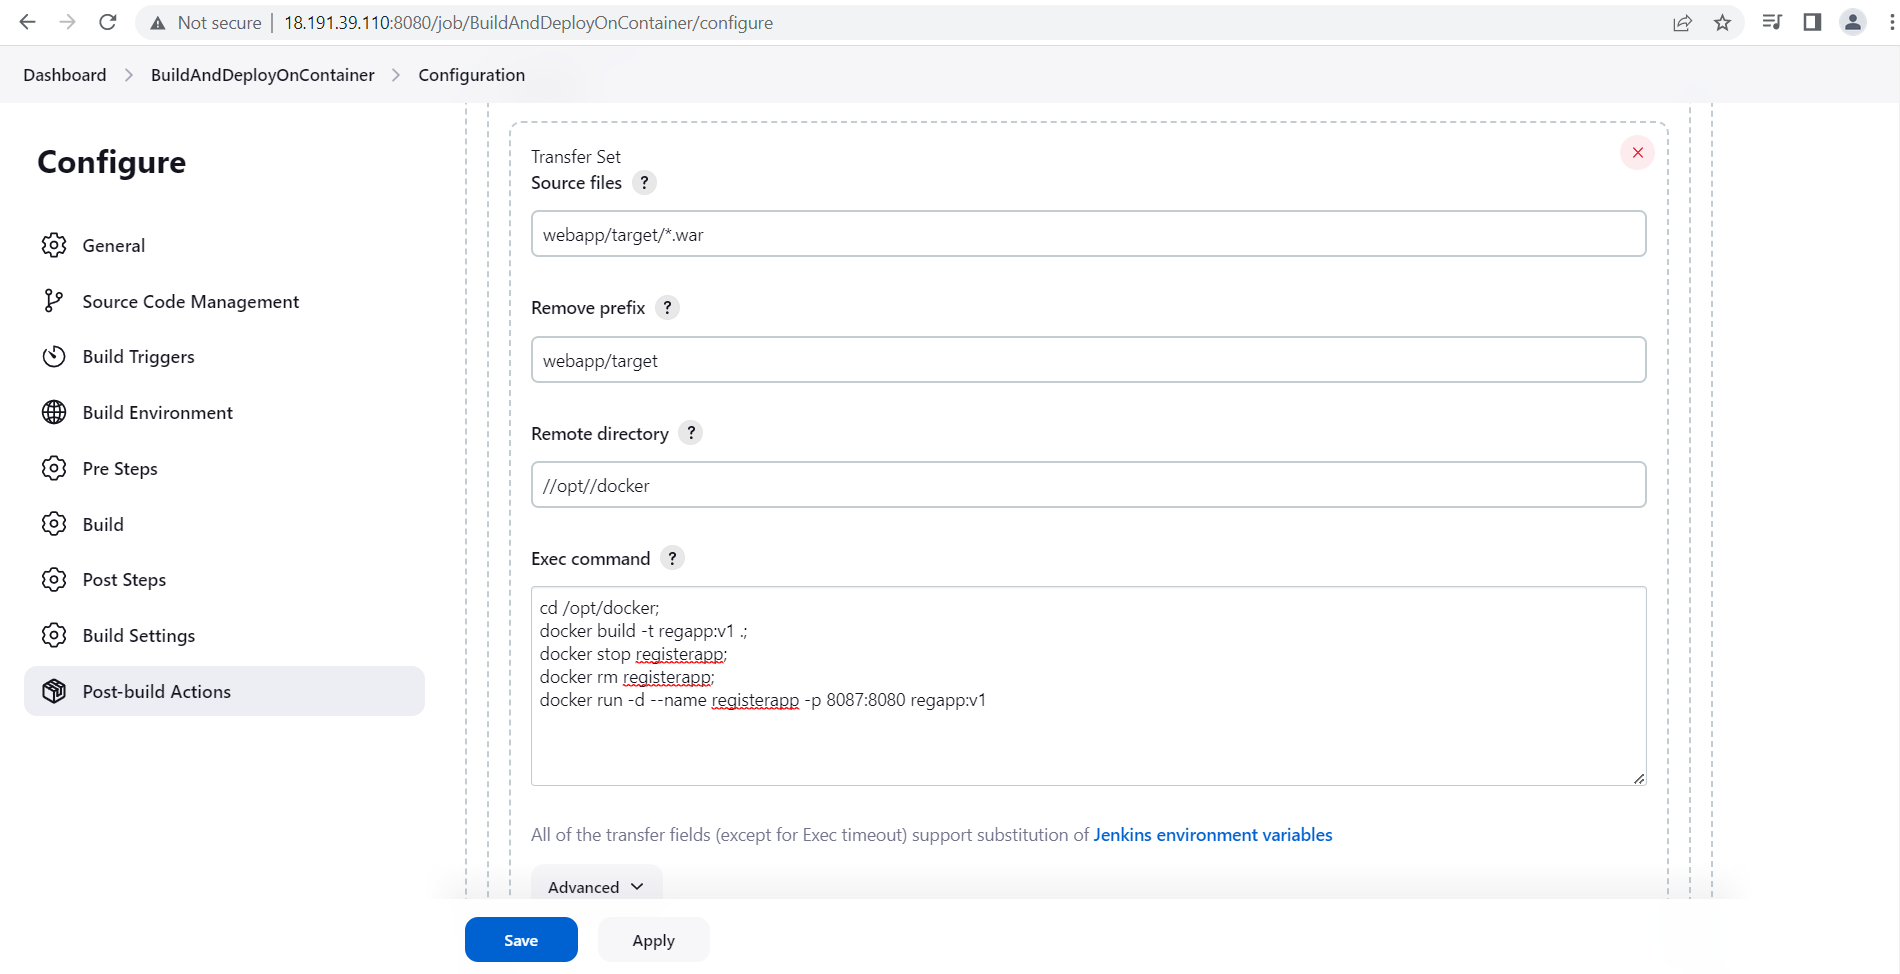 Not secure | 18.191.39.110:8080/job/BuildAndDeployOnContainer/configure
Dashboard > BuildAndDeployOnContainer > Configuration
Configure
General
Source Code Management
Build Triggers
Build Environment
Pre Steps
Build
Post Steps
Build Settings
Post-build Actions
Transfer Set
Source files ?
webapp/target/*.war
Remove prefix ?
webapp/target
Remote directory ?
//opt//docker
Exec command ?
cd /opt/docker;
docker build -t regapp:v1 .;
docker stop registerapp;
docker rm registerapp;
docker run -d --name registerapp -p 8087:8080 regapp:v1
All of the transfer fields (except for Exec timeout) support substitution of Jenkins environment variables
Advanced
Save
Apply